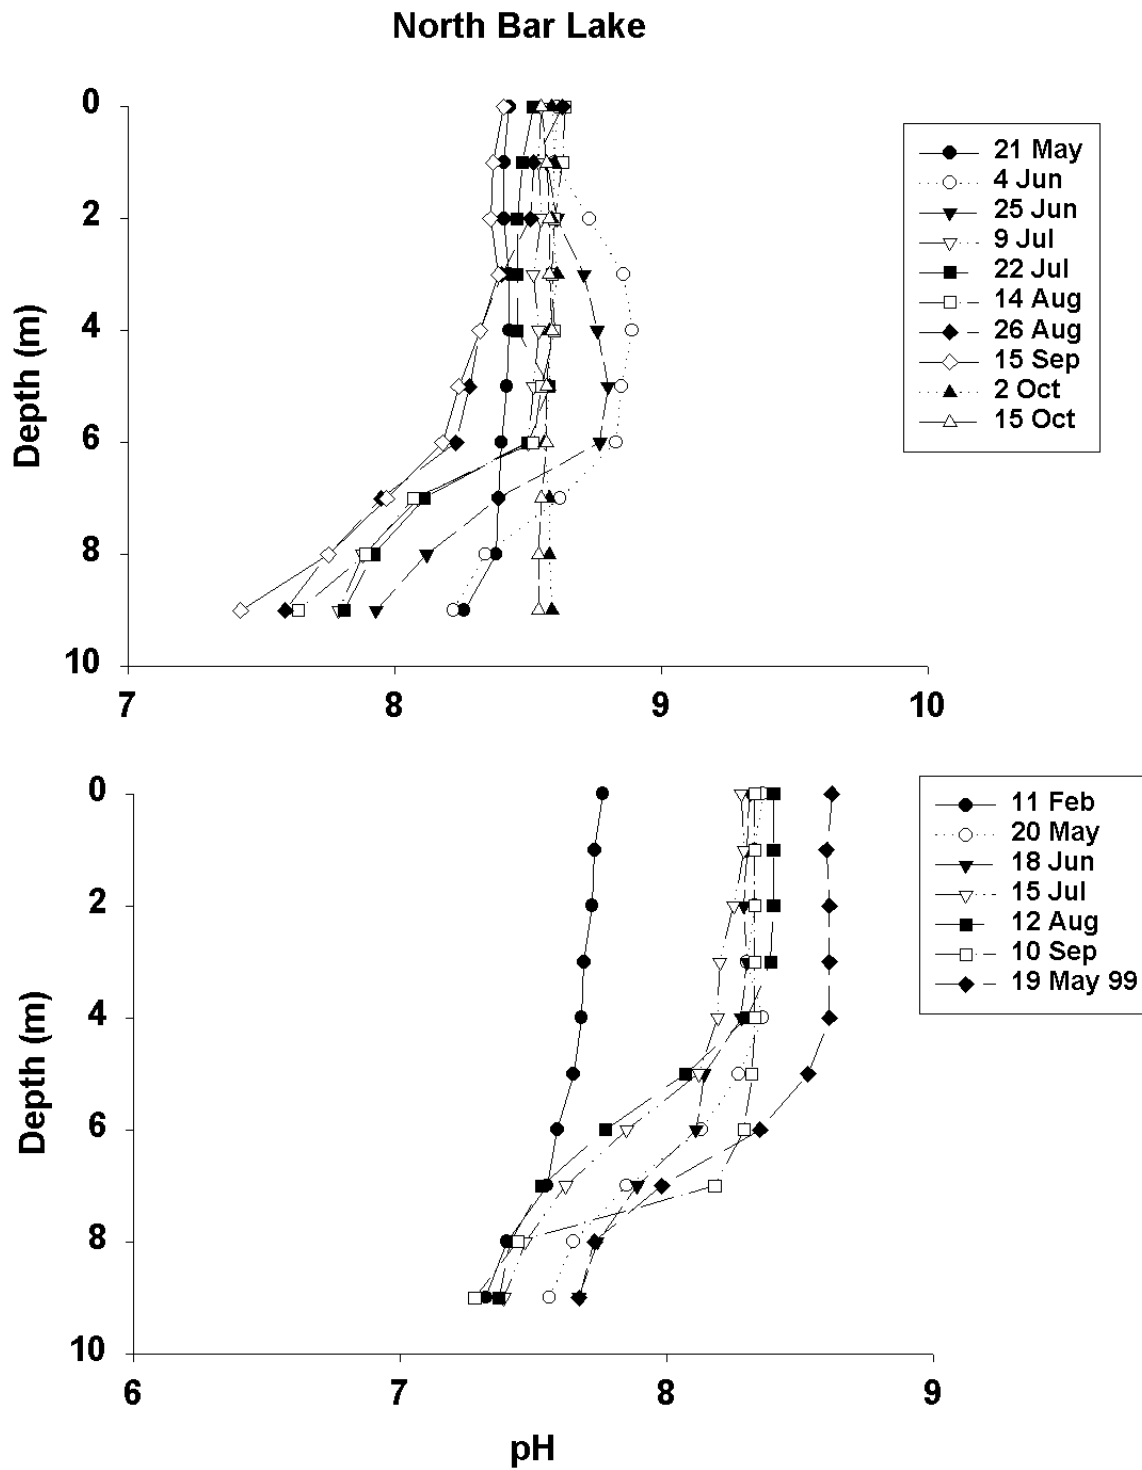 North Bar Lake
0
2
4
6
8
10
Depth (m)
7
8
9
10
21 May
4 Jun
25 Jun
9 Jul
22 Jul
14 Aug
26 Aug
15 Sep
2 Oct
15 Oct
0
2
4
6
8
10
Depth (m)
6
7
8
9
pH
11 Feb
20 May
18 Jun
15 Jul
12 Aug
10 Sep
19 May 99